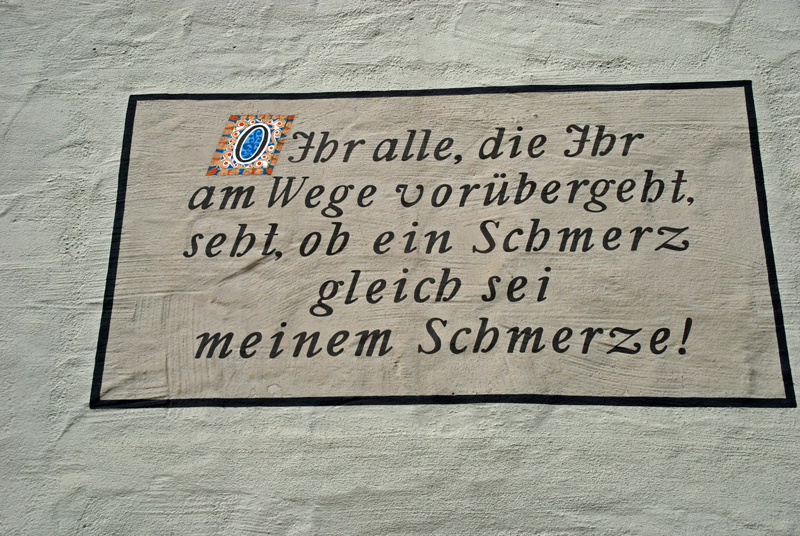 O Ihr alle, die Ihr
am Wege vorübergeht,
seht, ob ein Schmerz
gleich sei
meinem Schmerze!